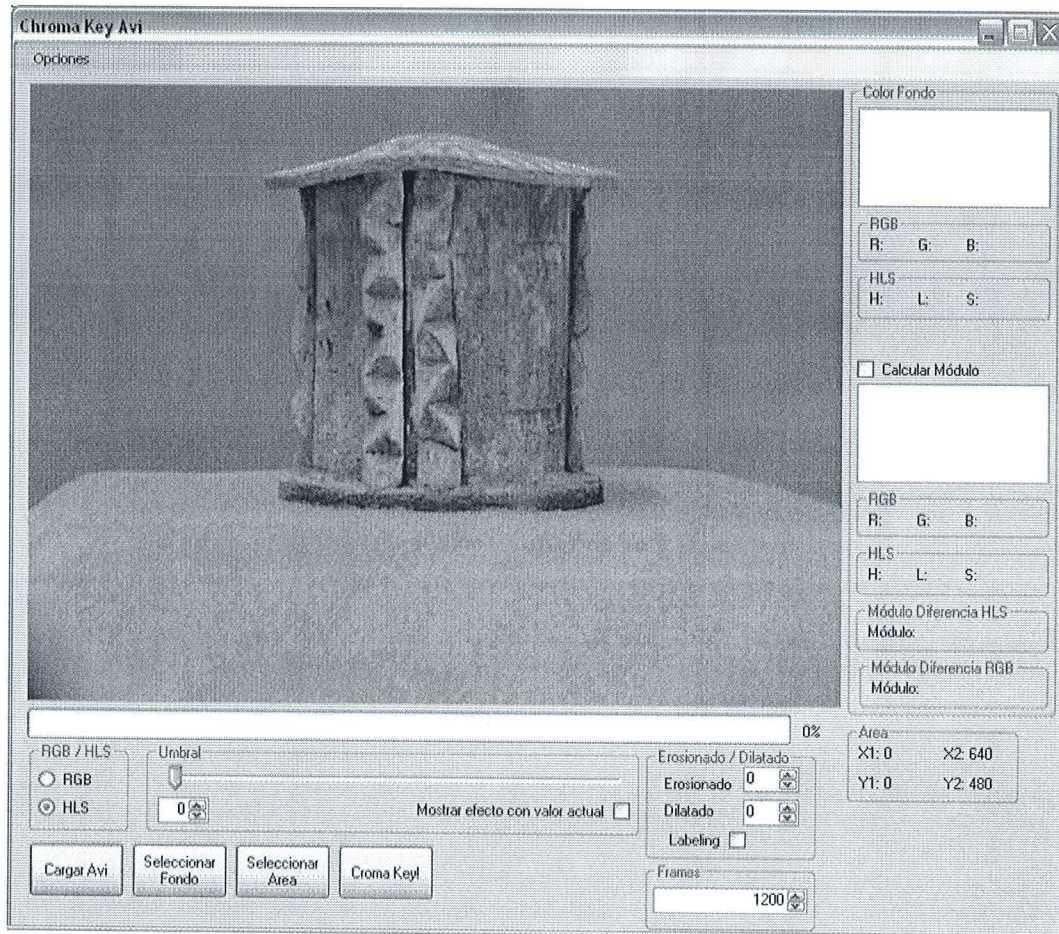 Chroma Key Avi
Opciones
Color Fondo
RGB
R: G: B:
HLS
H: L: S:
Calcular Módulo
RGB
R: G: B:
HLS
H: L: S:
Módulo Diferencia HLS
Módulo:
Módulo Diferencia RGB
Módulo:
0%
RGB / HLS
RGB
HLS
Umbral
0
Mostrar efecto con valor actual
Erosionado / Dilatado
Erosionado 0
Dilatado 0
Labeling
Area
X1: 0 X2: 640
Y1: 0 Y2: 480
Cargar Avi
Seleccionar
Fondo
Seleccionar
Area
Croma Key!
Frames
1200